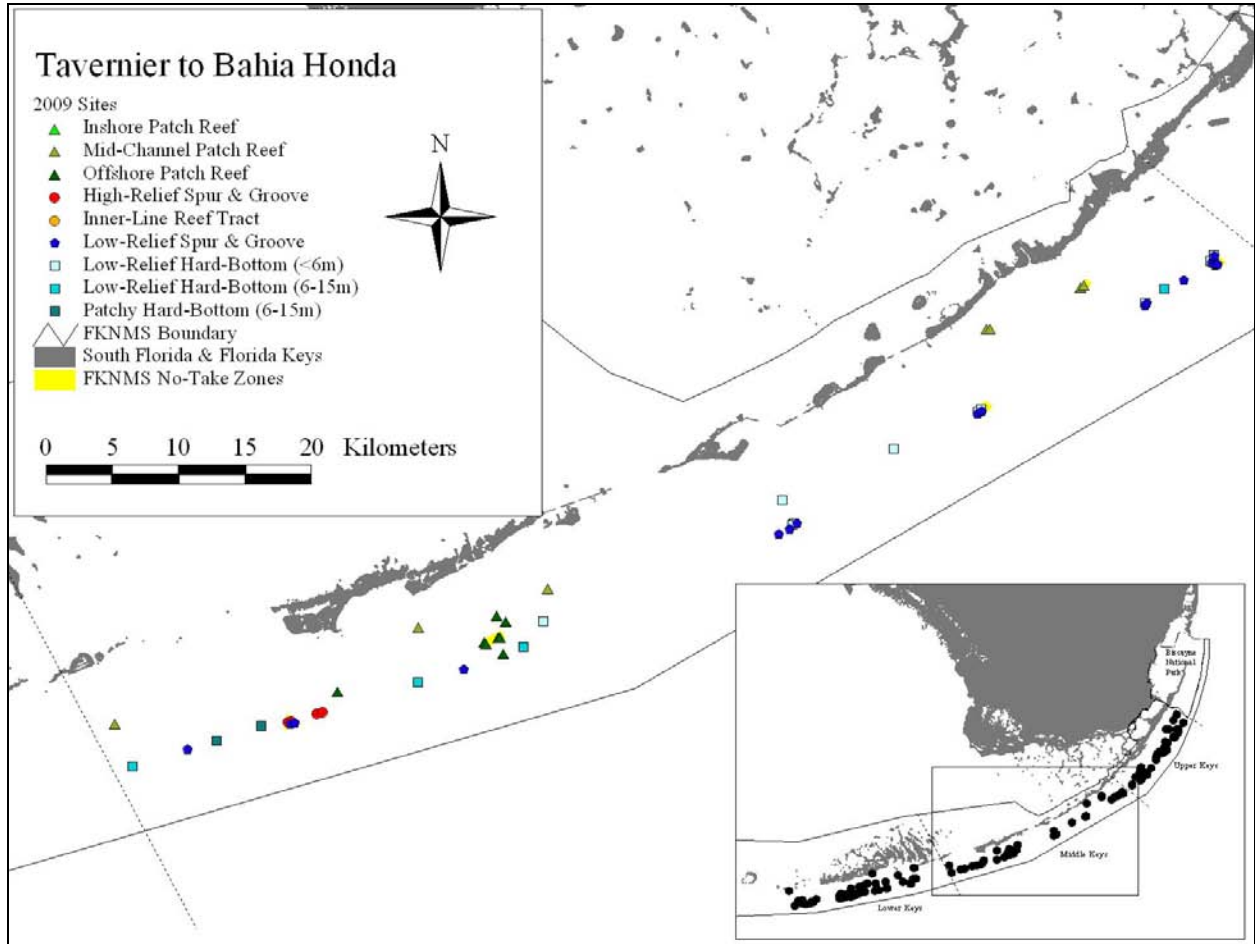 Tavernier to Bahia Honda
2009 Sites
Inshore Patch Reef
Mid-Channel Patch Reef
Offshore Patch Reef
High-Relief Spur & Groove
Inner-Line Reef Tract
Low-Relief Spur & Groove
Low-Relief Hard-Bottom (<6m)
Low-Relief Hard-Bottom (6-15m)
Patchy Hard-Bottom (6-15m)
FKNMS Boundary
South Florida & Florida Keys
FKNMS No-Take Zones
N
0 5 10 15 20 Kilometers
Biscayne
National
Park
Upper Keys
Middle Keys
Lower Keys